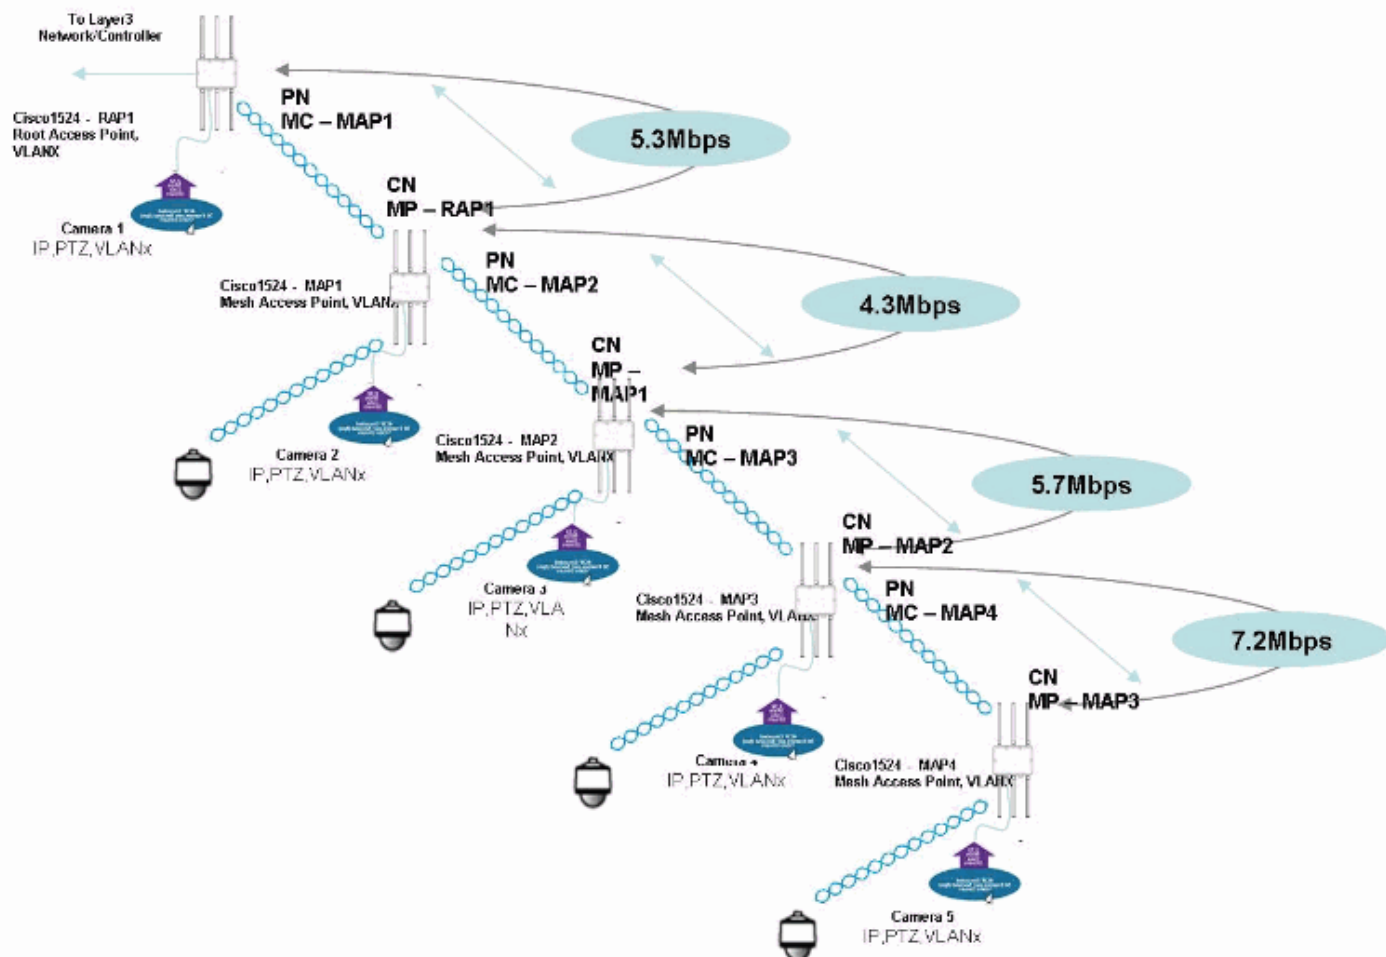 To Layer3
Network/Controller
Cisco1524 - RAP1
Root Access Point,
VLANX
PN
MC – MAP1
5.3Mbps
Camera 1
IP,PTZ,VLANx
CN
MP – RAP1
Cisco1524 - MAP1
Mesh Access Point, VLANX
PN
MC – MAP2
4.3Mbps
Camera 2
IP,PTZ,VLANx
CN
MP –
MAP1
Cisco1524 - MAP2
Mesh Access Point, VLANX
PN
MC – MAP3
5.7Mbps
Camera 3
IP,PTZ,VLA
Nx
CN
MP – MAP2
Cisco1524 - MAP3
Mesh Access Point, VLANX
PN
MC – MAP4
7.2Mbps
Camera 4
IP,PTZ,VLANx
CN
MP – MAP3
Cisco1524 - MAP4
Mesh Access Point, VLANX
Camera 5
IP,PTZ,VLANx